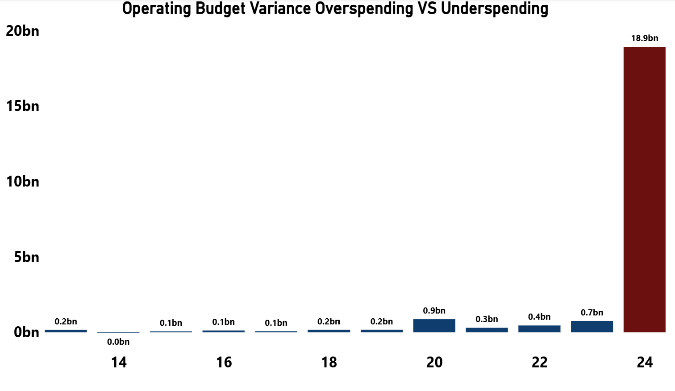 Operating Budget Variance Overspending VS Underspending
20bn
18.9bn
15bn
10bn
5bn
0.9bn
0.7bn
0.4bn
0.3bn
0.2bn
0.1bn
0.1bn
0.1bn
0.2bn
0.2bn
0bn
0.0bn
14
16
18
20
22
24